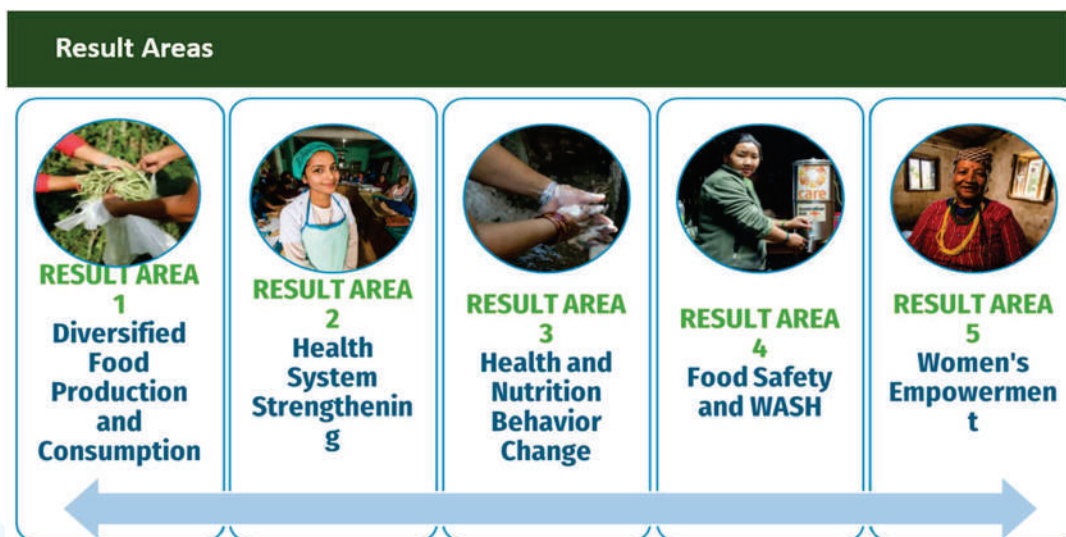 Result Areas
RESULT AREA
1
Diversified
Food
Production
and
Consumption
RESULT AREA
2
Health
System
Strengthenin
g
RESULT AREA
3
Health and
Nutrition
Behavior
Change
RESULT AREA
4
Food Safety
and WASH
care
RESULT AREA
5
Women's
Empowermen
t